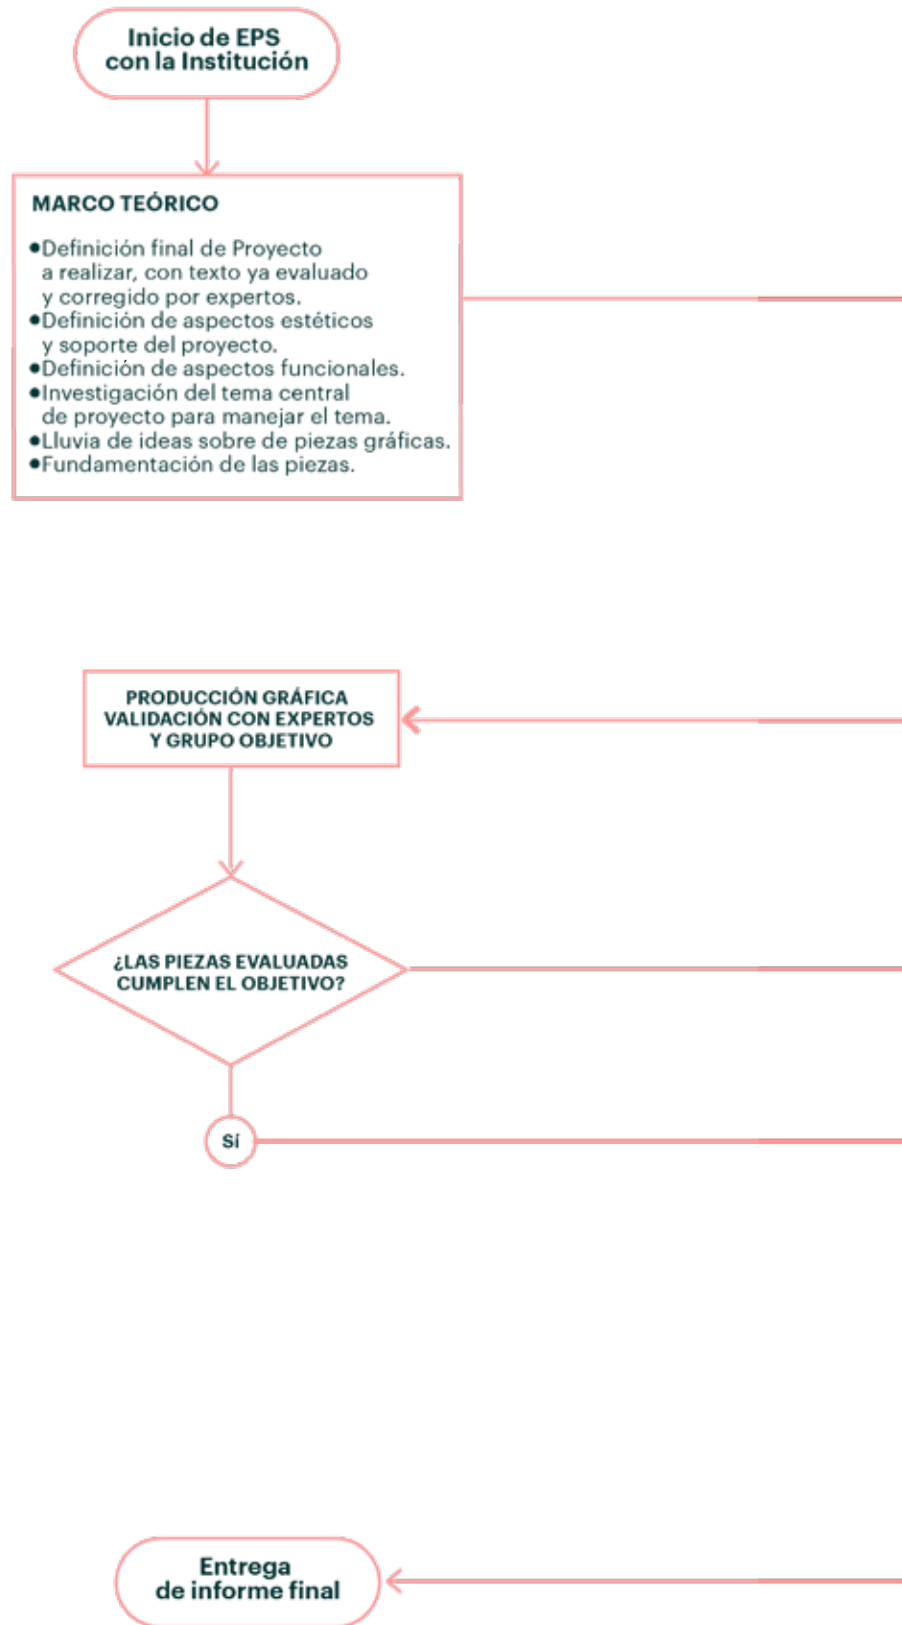 Inicio de EPS
con la Institución
MARCO TEÓRICO
●Definición final de Proyecto
a realizar, con texto ya evaluado
y corregido por expertos.
●Definición de aspectos estéticos
y soporte del proyecto.
●Definición de aspectos funcionales.
●Investigación del tema central
de proyecto para manejar el tema.
●Lluvia de ideas sobre de piezas gráficas.
●Fundamentación de las piezas.
PRODUCCIÓN GRÁFICA
VALIDACIÓN CON EXPERTOS
Y GRUPO OBJETIVO
¿LAS PIEZAS EVALUADAS
CUMPLEN EL OBJETIVO?
Sí
Entrega
de informe final